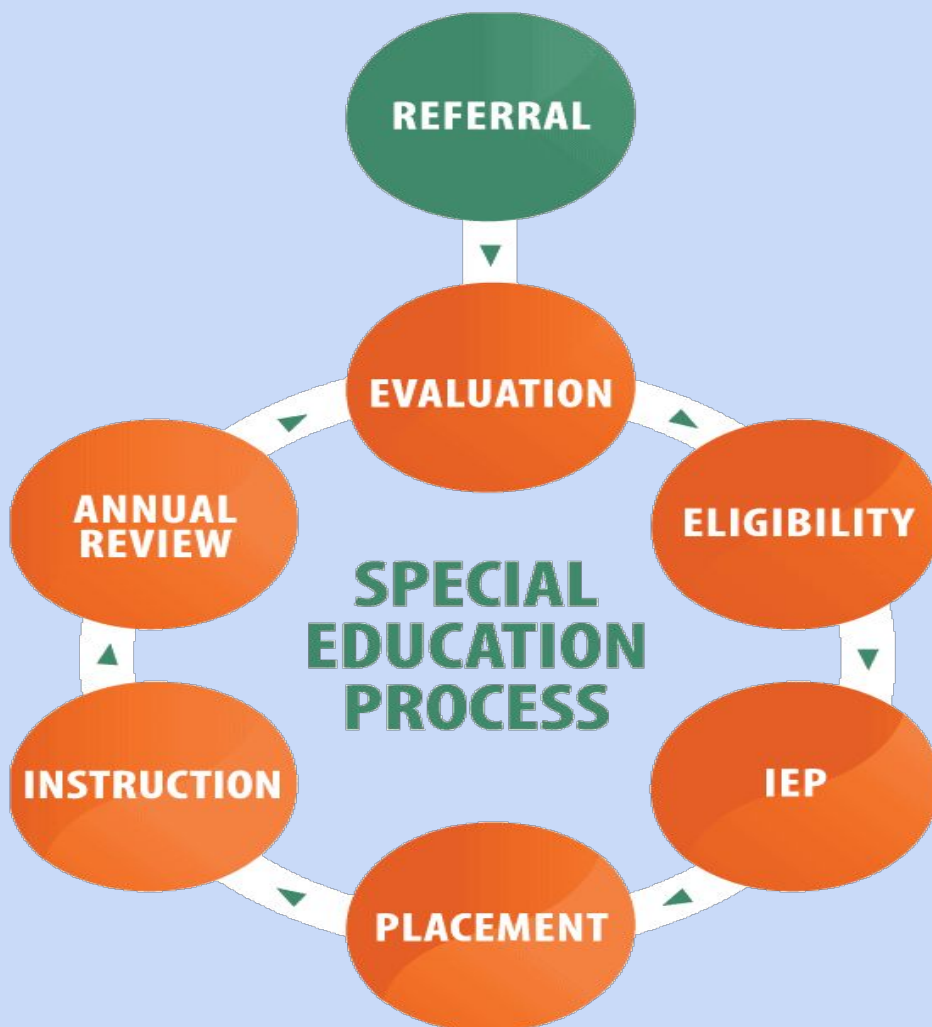 REFERRAL
EVALUATION
ELIGIBILITY
IEP
PLACEMENT
INSTRUCTION
ANNUAL
REVIEW
SPECIAL
EDUCATION
PROCESS